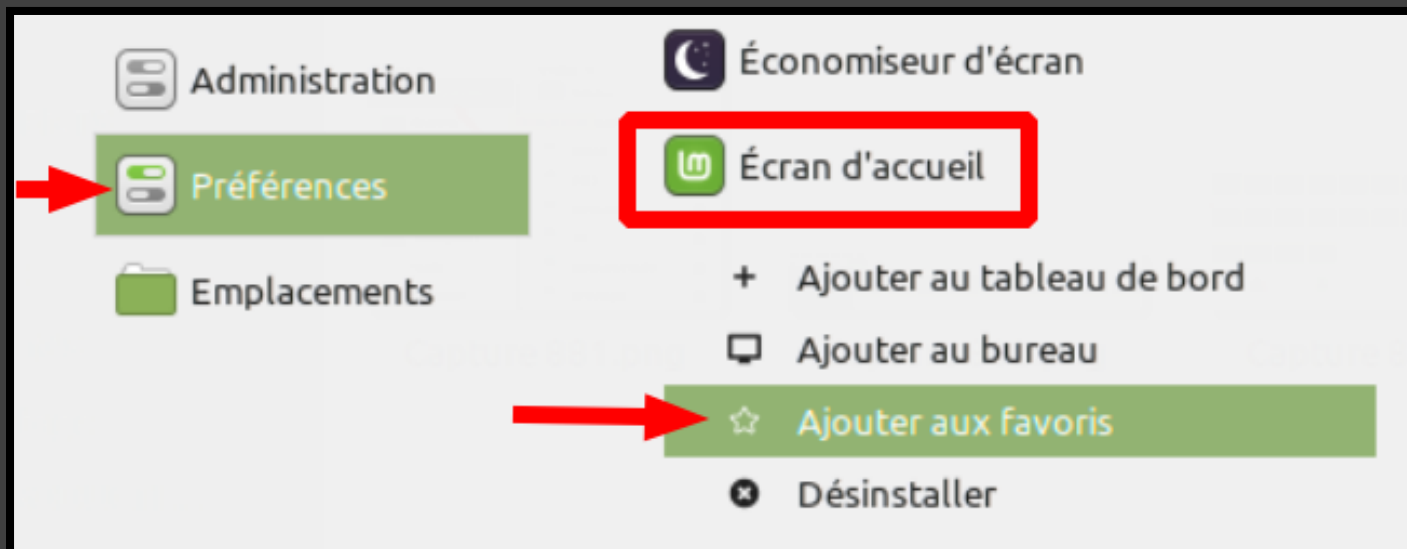 Administration
Préférences
Emplacements
Économiseur d'écran
Écran d'accueil
Ajouter au tableau de bord
Ajouter au bureau
Ajouter aux favoris
Désinstaller